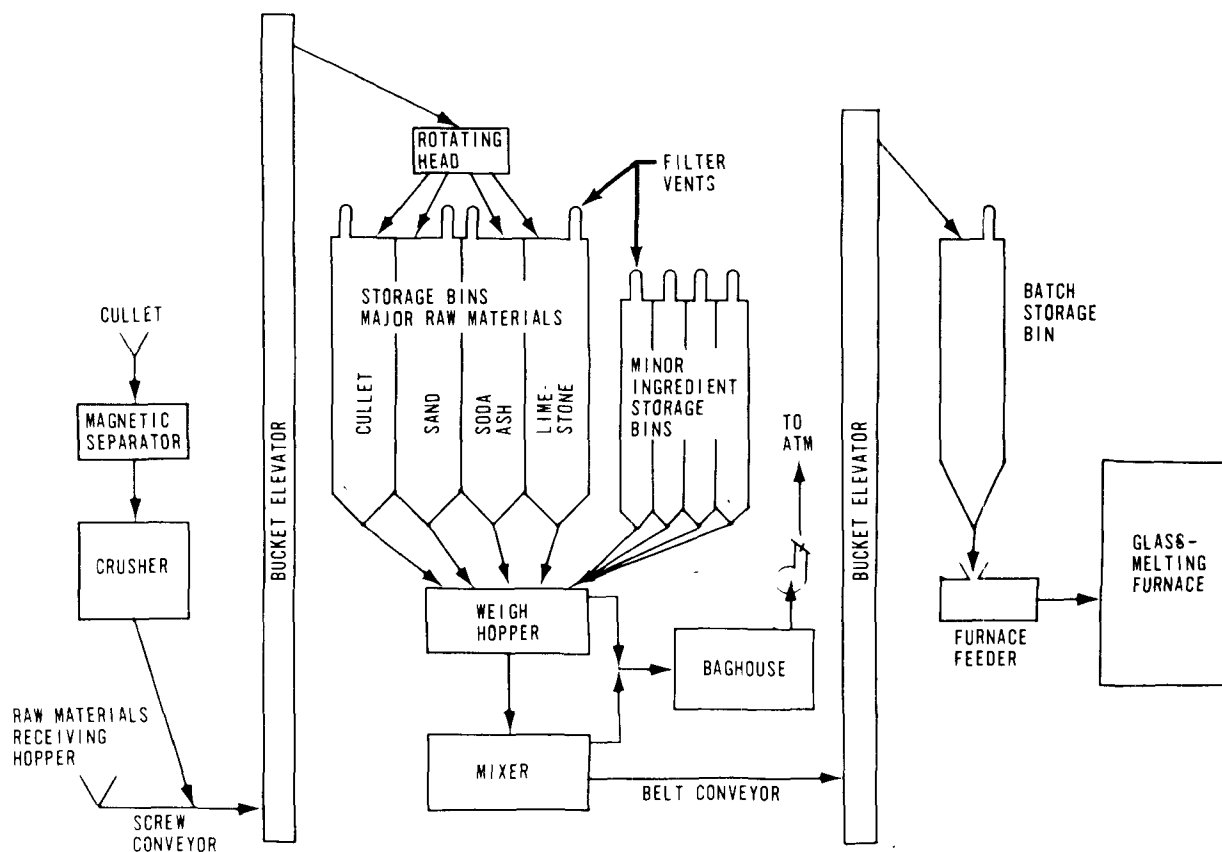 ROTATING
HEAD
FILTER
VENTS
STORAGE BINS
MAJOR RAW MATERIALS
CULLET
SAND
SODA
ASH
LIME-
STONE
MINOR
INGREDIENT
STORAGE
BINS
BATCH
STORAGE
BIN
CULLET
MAGNETIC
SEPARATOR
CRUSHER
BUCKET ELEVATOR
TO
ATM
BUCKET ELEVATOR
GLASS-
MELTING
FURNACE
WEIGH
HOPPER
FURNACE
FEEDER
BAGHOUSE
RAW MATERIALS
RECEIVING
HOPPER
MIXER
BELT CONVEYOR
SCREW
CONVEYOR